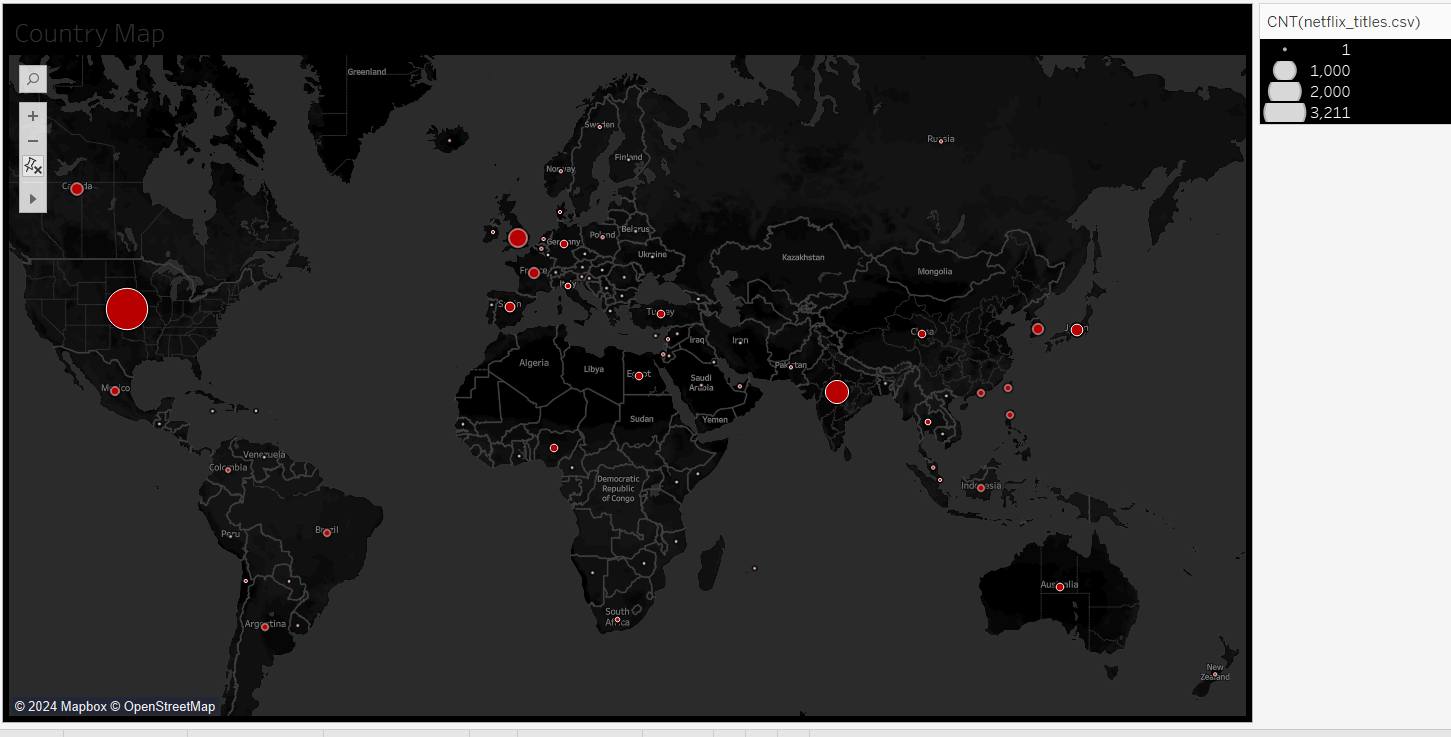 Country Map
CNT(netflix_titles.csv)
1
1,000
2,000
3,211
Greenland
Sweden
Russia
Finland
Norway
Canada
Poland
Belarus
Germany
Ukraine
Kazakhstan
France
Mongolia
Italy
Spain
Turkey
China
Japan
Iraq
Iran
Algeria
Libya
Egypt
Pakistan
Saudi
Arabia
Mexico
Sudan
Yemen
Venezuela
Colombia
Democratic
Republic
of Congo
Indonesia
Peru
Brazil
Australia
South
Africa
Argentina
New
Zealand
© 2024 Mapbox © OpenStreetMap